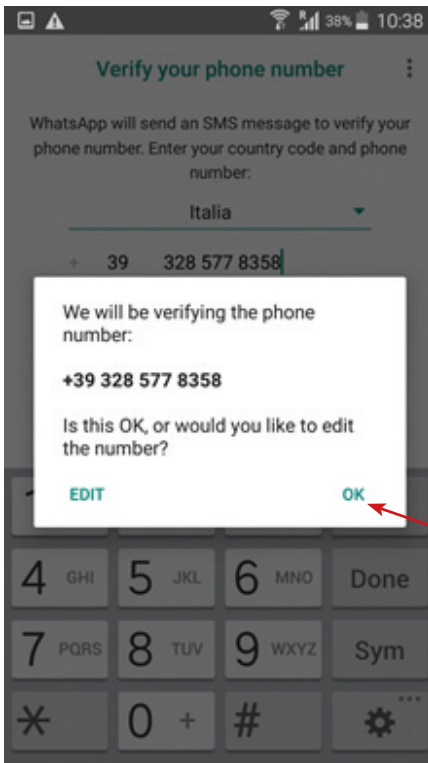 R 38% 10:38
Verify your phone number
WhatsApp will send an SMS message to verify your
phone number. Enter your country code and phone
number:
Italia
+ 39 328 577 8358
We will be verifying the phone
number:
+39 328 577 8358
Is this OK, or would you like to edit
the number?
EDIT OK
4 GHI 5 JKL 6 MNO Done
7 PQRS 8 TUV 9 WXYZ Sym
* 0 + #